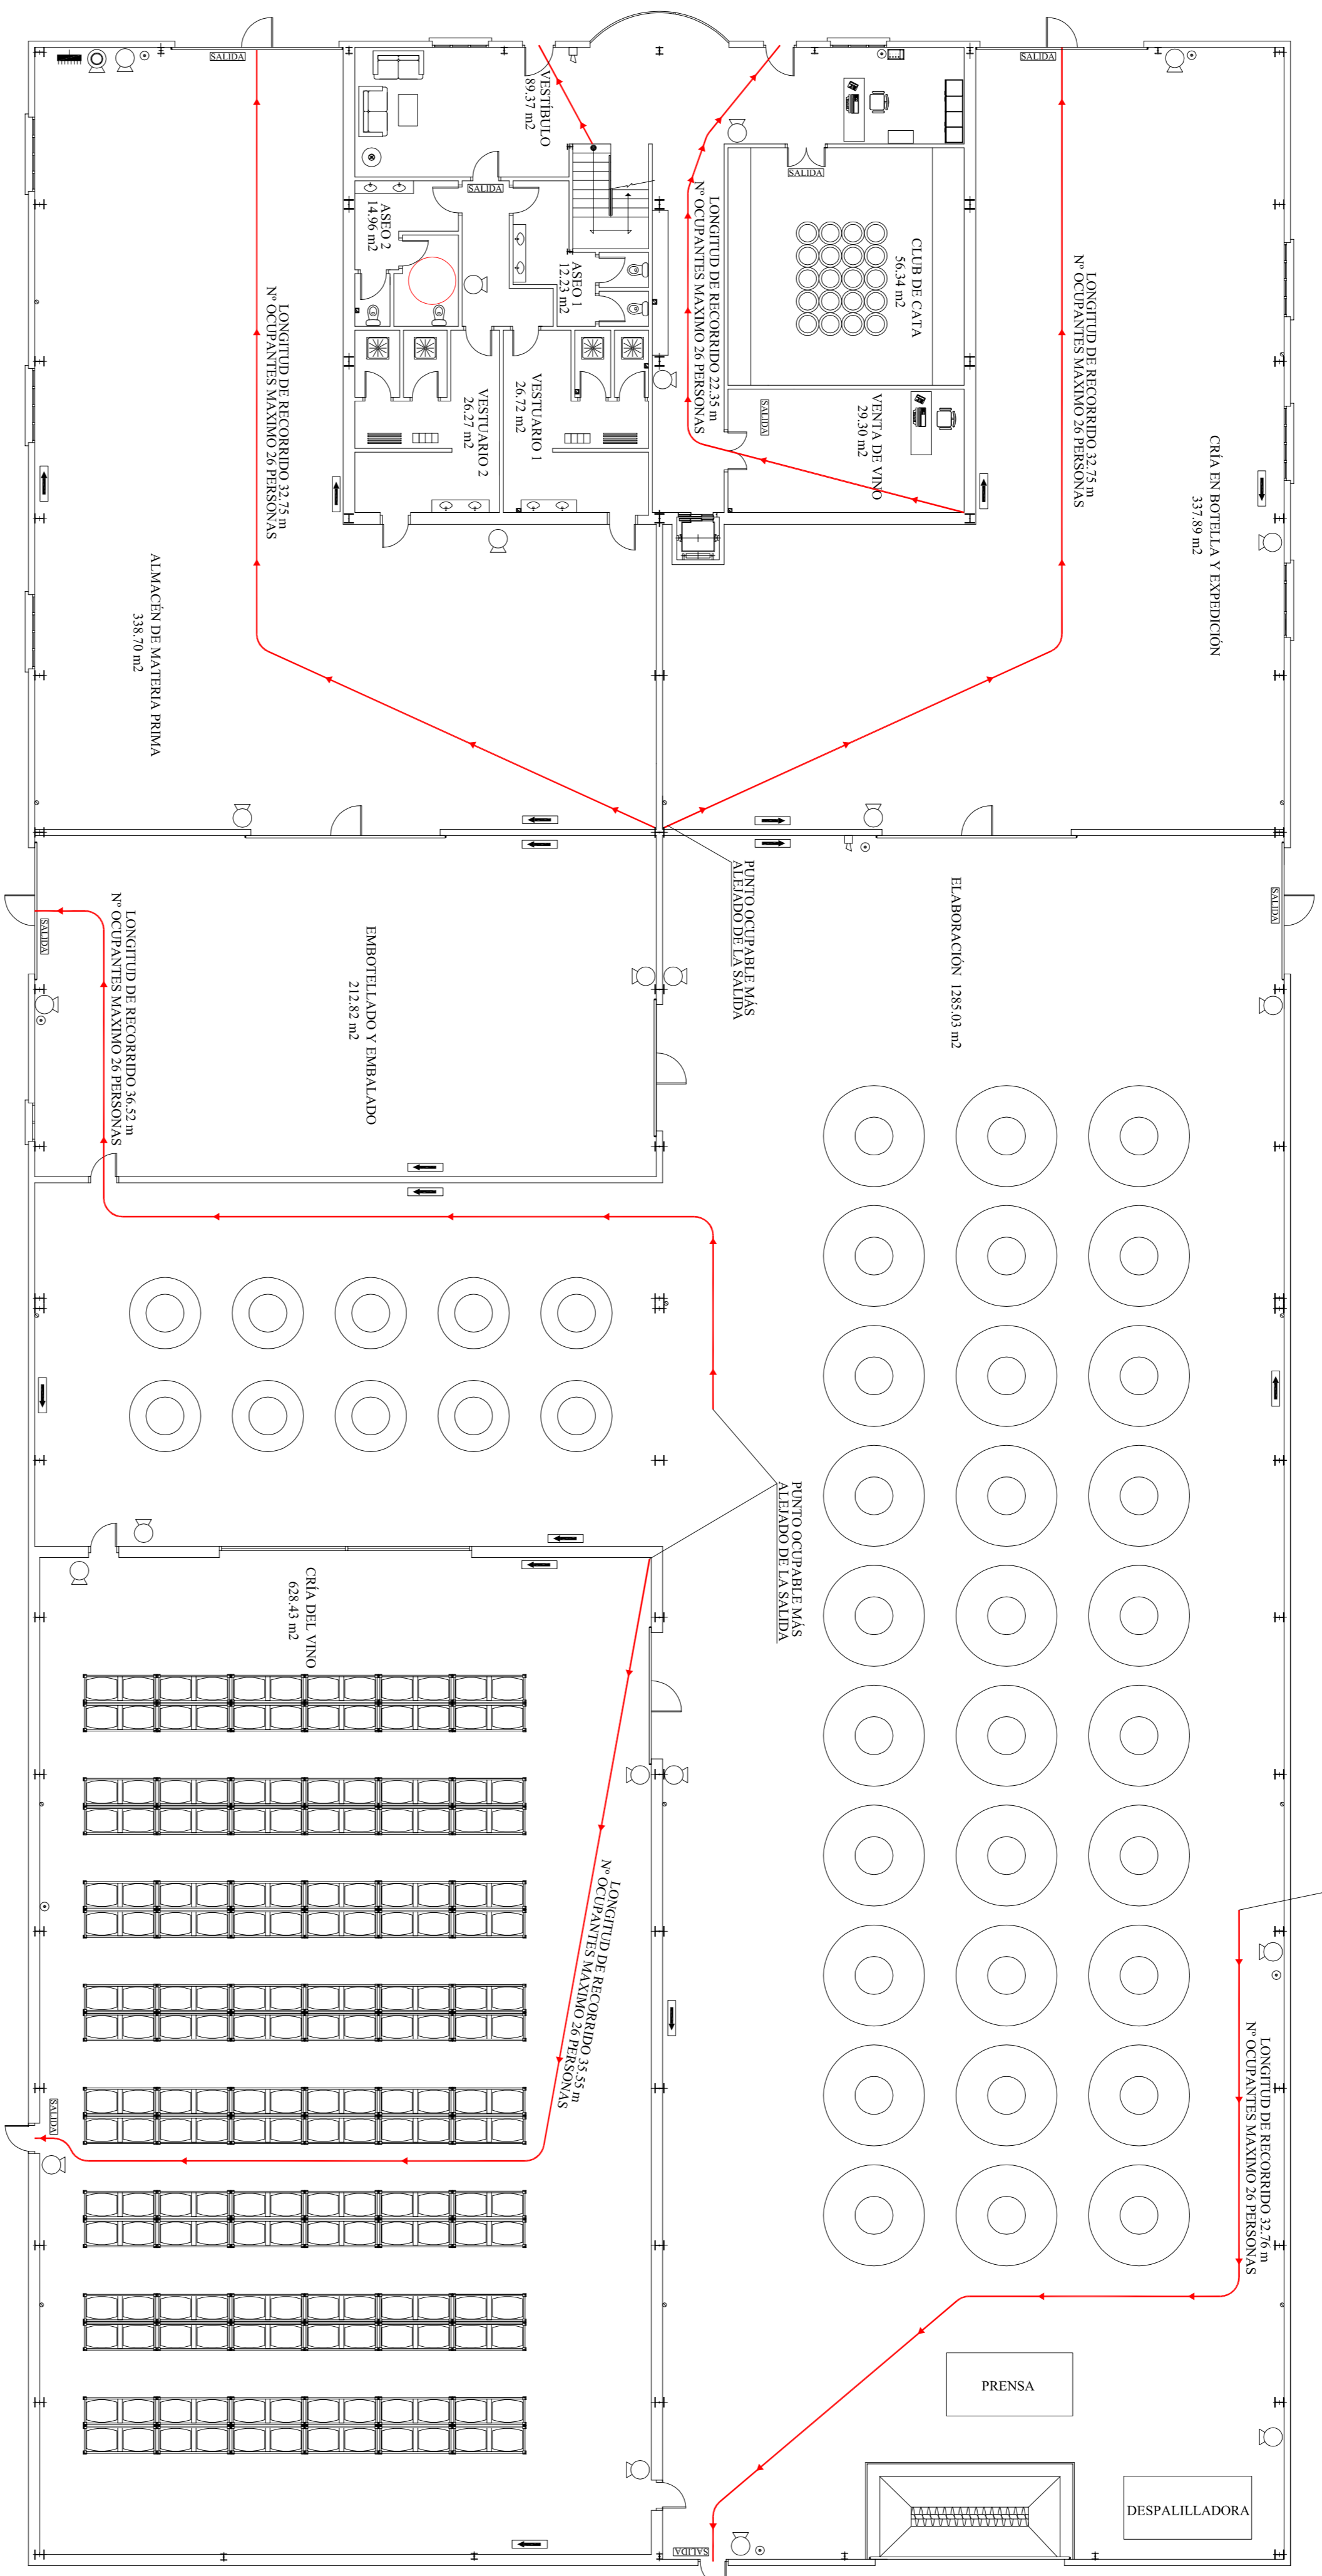 SALIDA
SALIDA
VESTÍBULO
89.37 m2
SALIDA
SALIDA
ASEO 2
14.96 m2
ASEO 1
12.23 m2
LONGITUD DE RECORRIDO 22.35 m
Nº OCUPANTES MAXIMO 26 PERSONAS
CLUB DE CATA
56.34 m2
LONGITUD DE RECORRIDO 32.75 m
Nº OCUPANTES MAXIMO 26 PERSONAS
LONGITUD DE RECORRIDO 32.75 m
Nº OCUPANTES MAXIMO 26 PERSONAS
VESTUARIO 2
26.27 m2
VESTUARIO 1
26.72 m2
SALIDA
VENTA DE VINO
29.30 m2
CRÍA EN BOTELLA Y EXPEDICIÓN
337.89 m2
ALMACÉN DE MATERIA PRIMA
338.70 m2
PUNTO OCUPABLE MÁS
ALEJADO DE LA SALIDA
ELABORACIÓN 1285.03 m2
SALIDA
SALIDA
LONGITUD DE RECORRIDO 36.52 m
Nº OCUPANTES MAXIMO 26 PERSONAS
EMBOTELLADO Y EMBALADO
212.82 m2
PUNTO OCUPABLE MÁS
ALEJADO DE LA SALIDA
CRÍA DEL VINO
628.43 m2
LONGITUD DE RECORRIDO 35.55 m
Nº OCUPANTES MAXIMO 26 PERSONAS
LONGITUD DE RECORRIDO 32.76 m
Nº OCUPANTES MAXIMO 26 PERSONAS
SALIDA
PRENSA
DESPALILLADORA
SALIDA